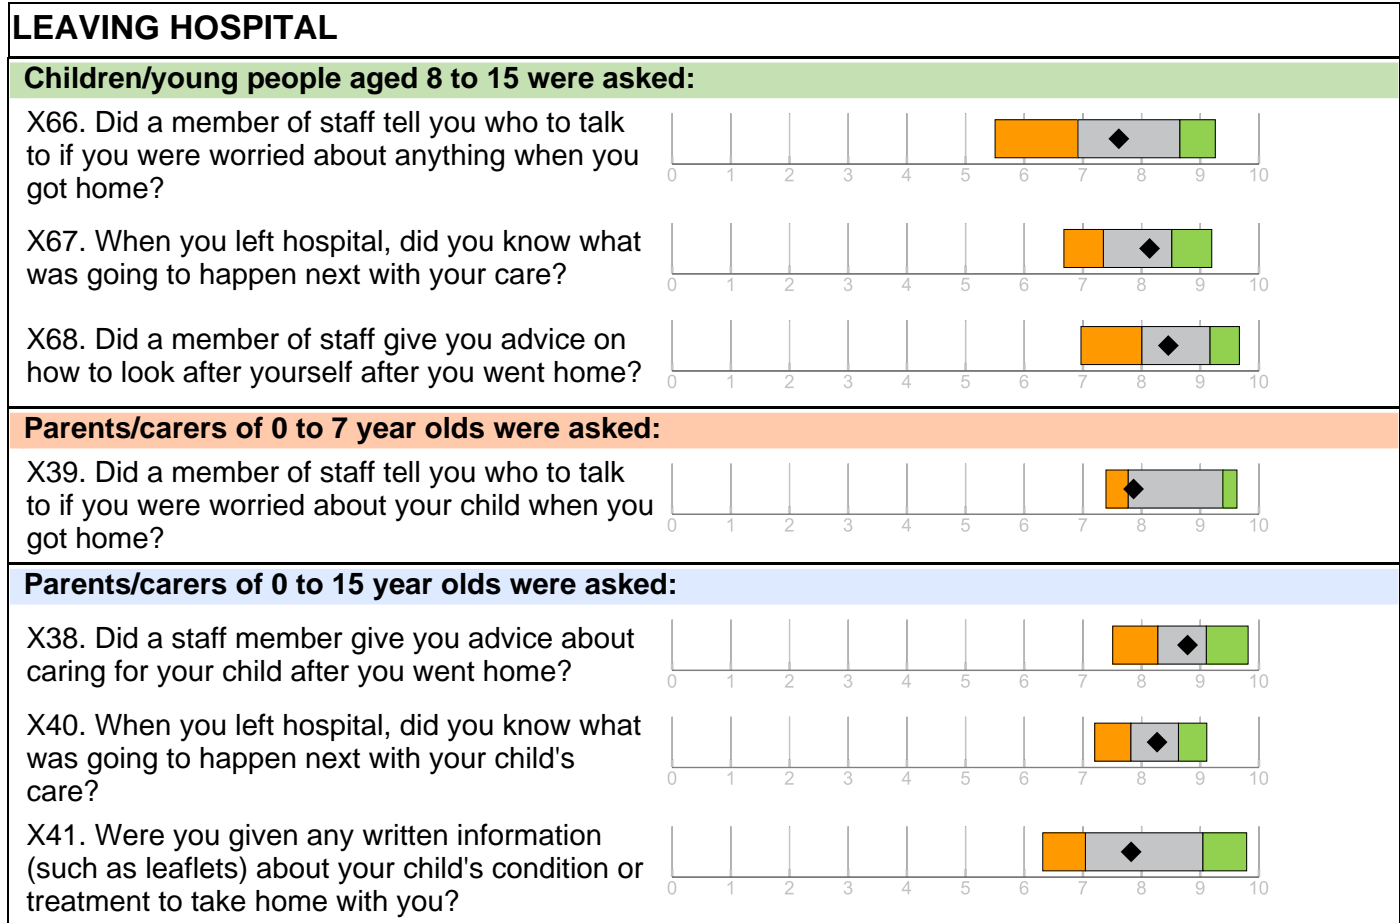 LEAVING HOSPITAL
Children/young people aged 8 to 15 were asked:
X66. Did a member of staff tell you who to talk
to if you were worried about anything when you
got home?
0 1 2 3 4 5 6 7 8 9 10
X67. When you left hospital, did you know what
was going to happen next with your care?
0 1 2 3 4 5 6 7 8 9 10
X68. Did a member of staff give you advice on
how to look after yourself after you went home?
0 1 2 3 4 5 6 7 8 9 10
Parents/carers of 0 to 7 year olds were asked:
X39. Did a member of staff tell you who to talk
to if you were worried about your child when you
got home?
0 1 2 3 4 5 6 7 8 9 10
Parents/carers of 0 to 15 year olds were asked:
X38. Did a staff member give you advice about
caring for your child after you went home?
0 1 2 3 4 5 6 7 8 9 10
X40. When you left hospital, did you know what
was going to happen next with your child's
care?
0 1 2 3 4 5 6 7 8 9 10
X41. Were you given any written information
(such as leaflets) about your child's condition or
treatment to take home with you?
0 1 2 3 4 5 6 7 8 9 10